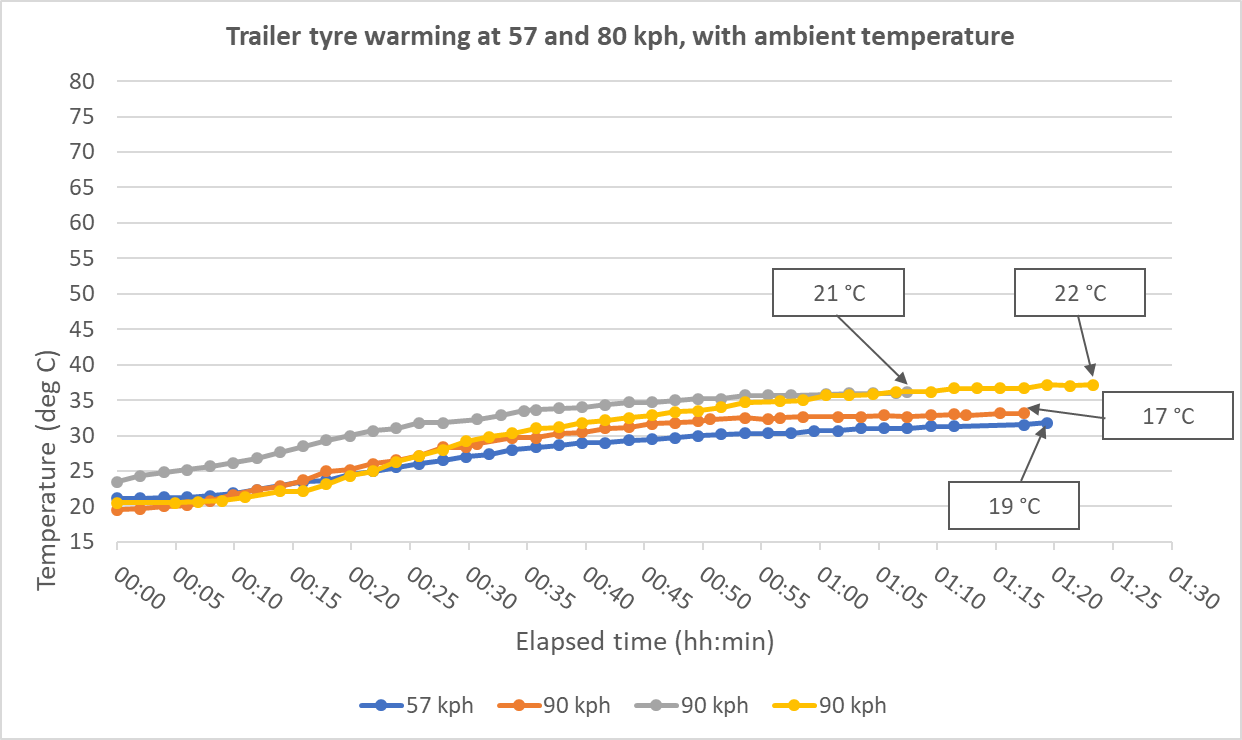 Trailer tyre warming at 57 and 80 kph, with ambient temperature
80
75
70
65
60
55
50
45
40
35
30
25
20
15
Temperature (deg C)
21 °C
22 °C
17 °C
19 °C
00:00
00:05
00:10
00:15
00:20
00:25
00:30
00:35
00:40
00:45
00:50
00:55
01:00
01:05
01:10
01:20
01:25
01:30
Elapsed time (hh:min)
57 kph
90 kph
90 kph
90 kph